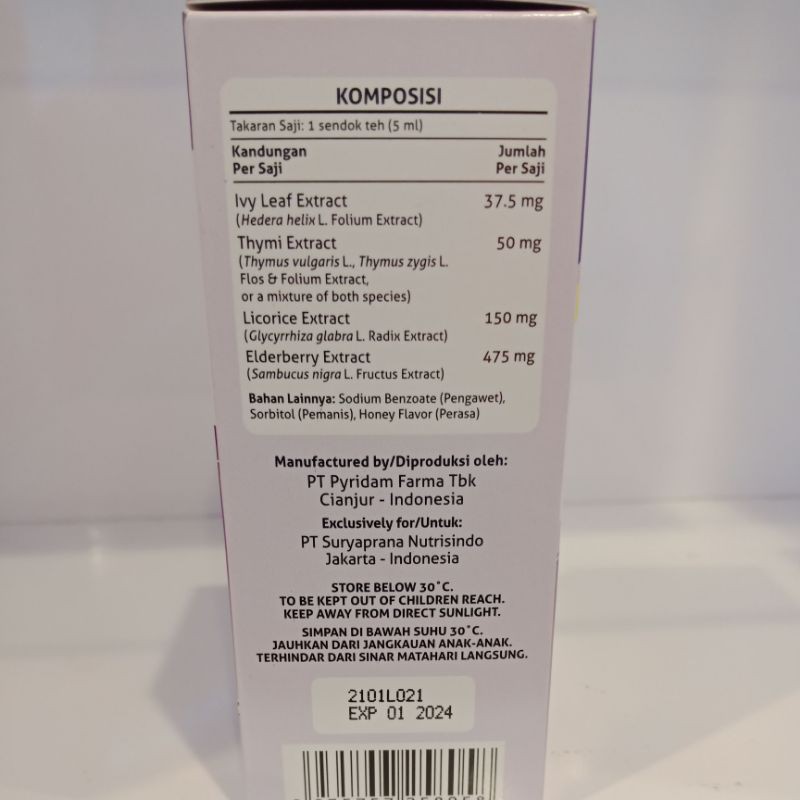 KOMPOSISI
Takaran Saji: 1 sendok teh (5 ml)
Kandungan Jumlah
Per Saji Per Saji
Ivy Leaf Extract 37.5 mg
(Hedera helix L. Folium Extract)
Thymi Extract 50 mg
(Thymus vulgaris L., Thymus zygis L.
Flos & Folium Extract,
or a mixture of both species)
Licorice Extract 150 mg
(Glycyrrhiza glabra L. Radix Extract)
Elderberry Extract 475 mg
(Sambucus nigra L. Fructus Extract)
Bahan Lainnya: Sodium Benzoate (Pengawet),
Sorbitol (Pemanis), Honey Flavor (Perasa)
Manufactured by/Diproduksi oleh:
PT Pyridam Farma Tbk
Cianjur - Indonesia
Exclusively for/Untuk:
PT Suryaprana Nutrisindo
Jakarta - Indonesia
STORE BELOW 30°C.
TO BE KEPT OUT OF CHILDREN REACH.
KEEP AWAY FROM DIRECT SUNLIGHT.
SIMPAN DI BAWAH SUHU 30°C.
JAUHKAN DARI JANGKAUAN ANAK-ANAK.
TERHINDAR DARI SINAR MATAHARI LANGSUNG.
2101L021
EXP 01 2024